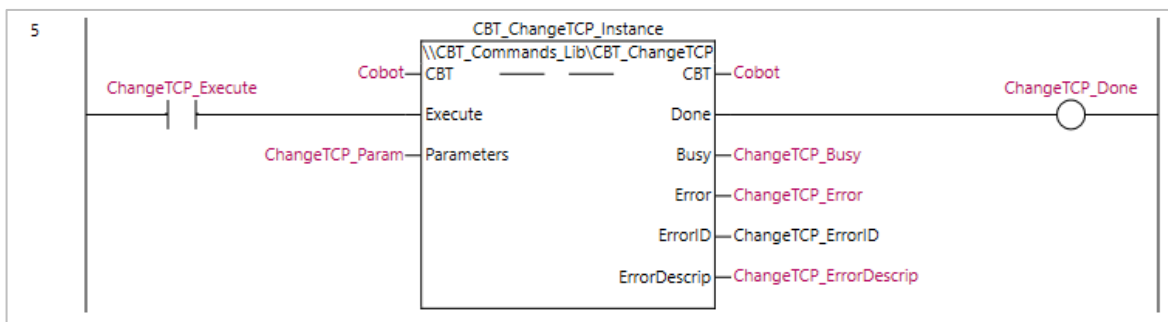 5
CBT_ChangeTCP_Instance
\\CBT_Commands_Lib\CBT_ChangeTCP
Cobot CBT CBT Cobot
ChangeTCP_Execute ChangeTCP_Done
Execute Done
ChangeTCP_Param Parameters Busy ChangeTCP_Busy
Error ChangeTCP_Error
ErrorID ChangeTCP_ErrorID
ErrorDescrip ChangeTCP_ErrorDescrip